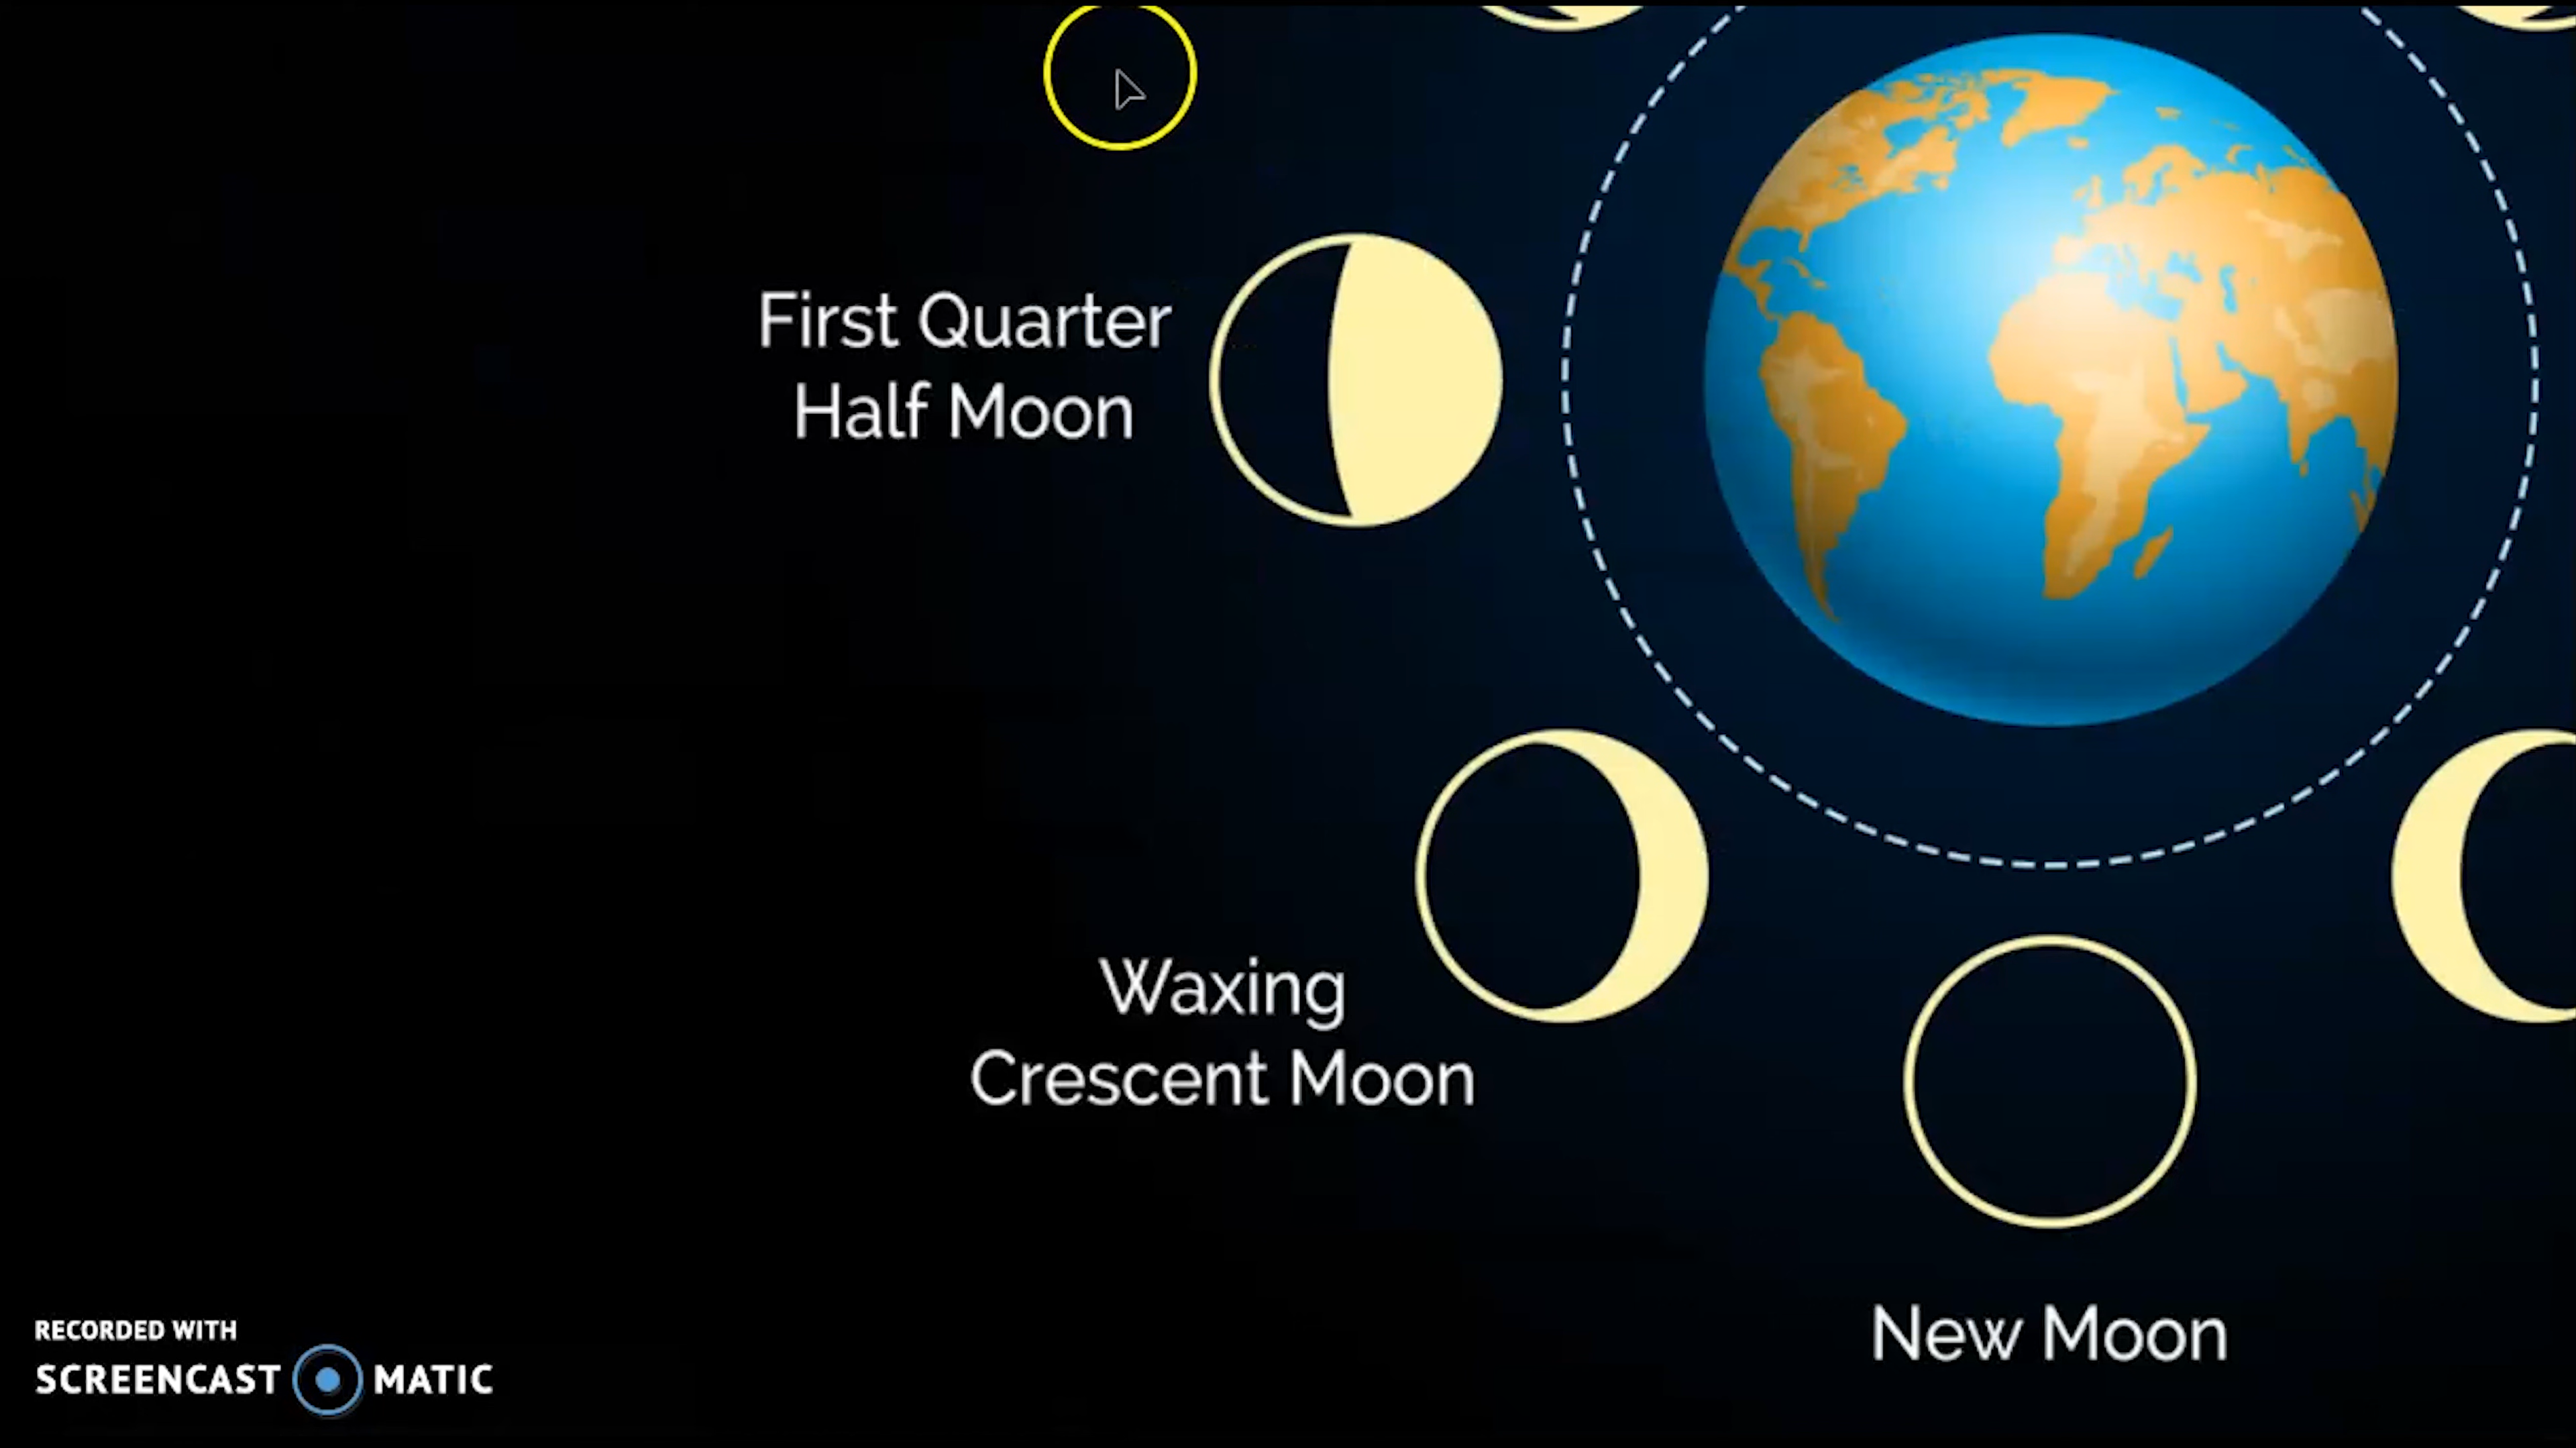 First Quarter
Half Moon
Waxing
Crescent Moon
New Moon
RECORDED WITH
SCREENCAST MATIC